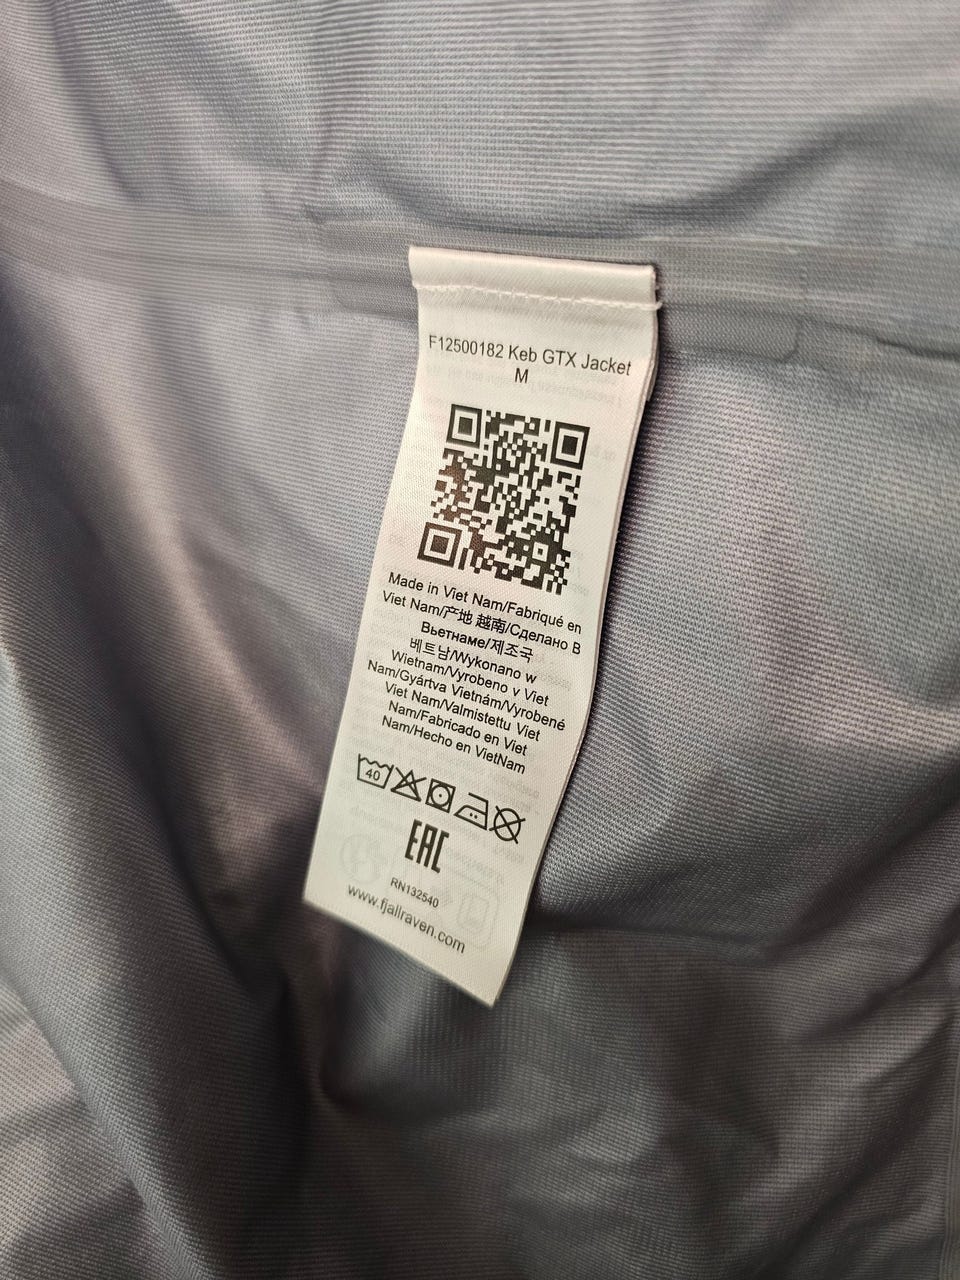 F12500182 Keb GTX Jacket
M
Made in Viet Nam/Fabriqué en
Viet Nam/产地 越南/Сделано В
Вьетнаме/제조국
베트남/Wykonano w
Wietnam/Vyrobeno v Viet
Nam/Gyártva Vietnám/Vyrobené
Viet Nam/Valmistettu Viet
Nam/Fabricado en Viet
Nam/Hecho en VietNam
40
EAC
RN132540
www.fjallraven.com